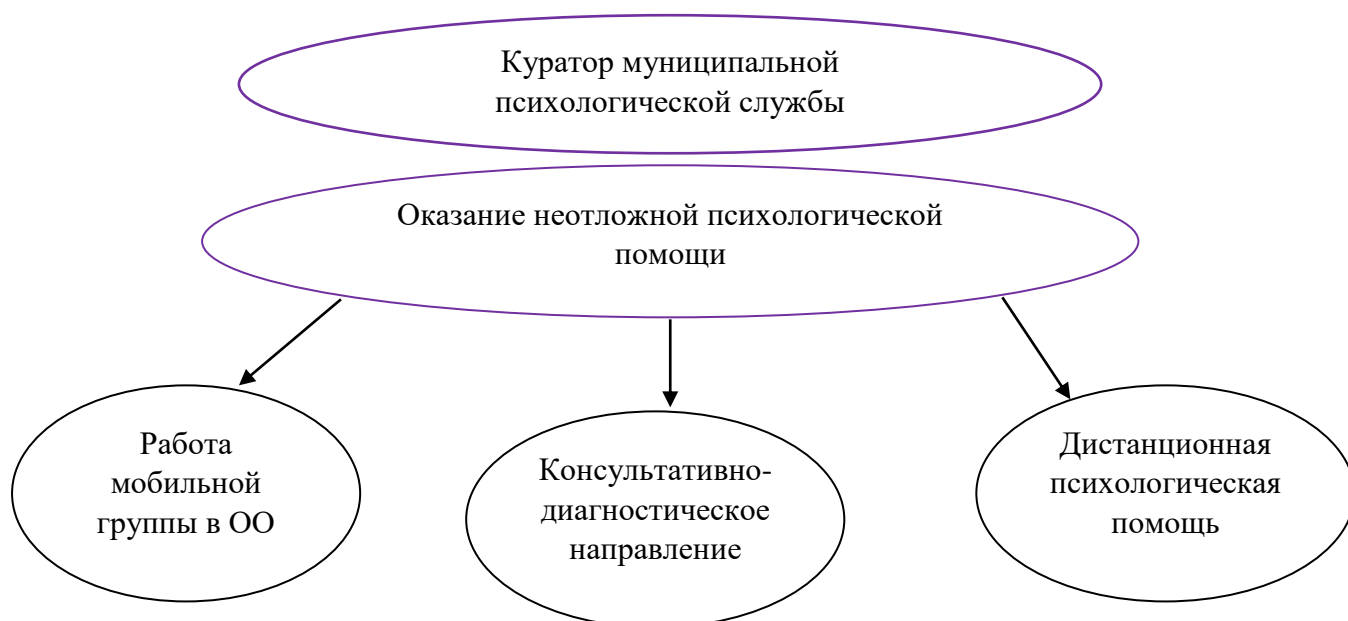 Куратор муниципальной
психологической службы
Оказание неотложной психологической
помощи
Работа
мобильной
группы в ОО
Консультативно-
диагностическое
направление
Дистанционная
психологическая
помощь